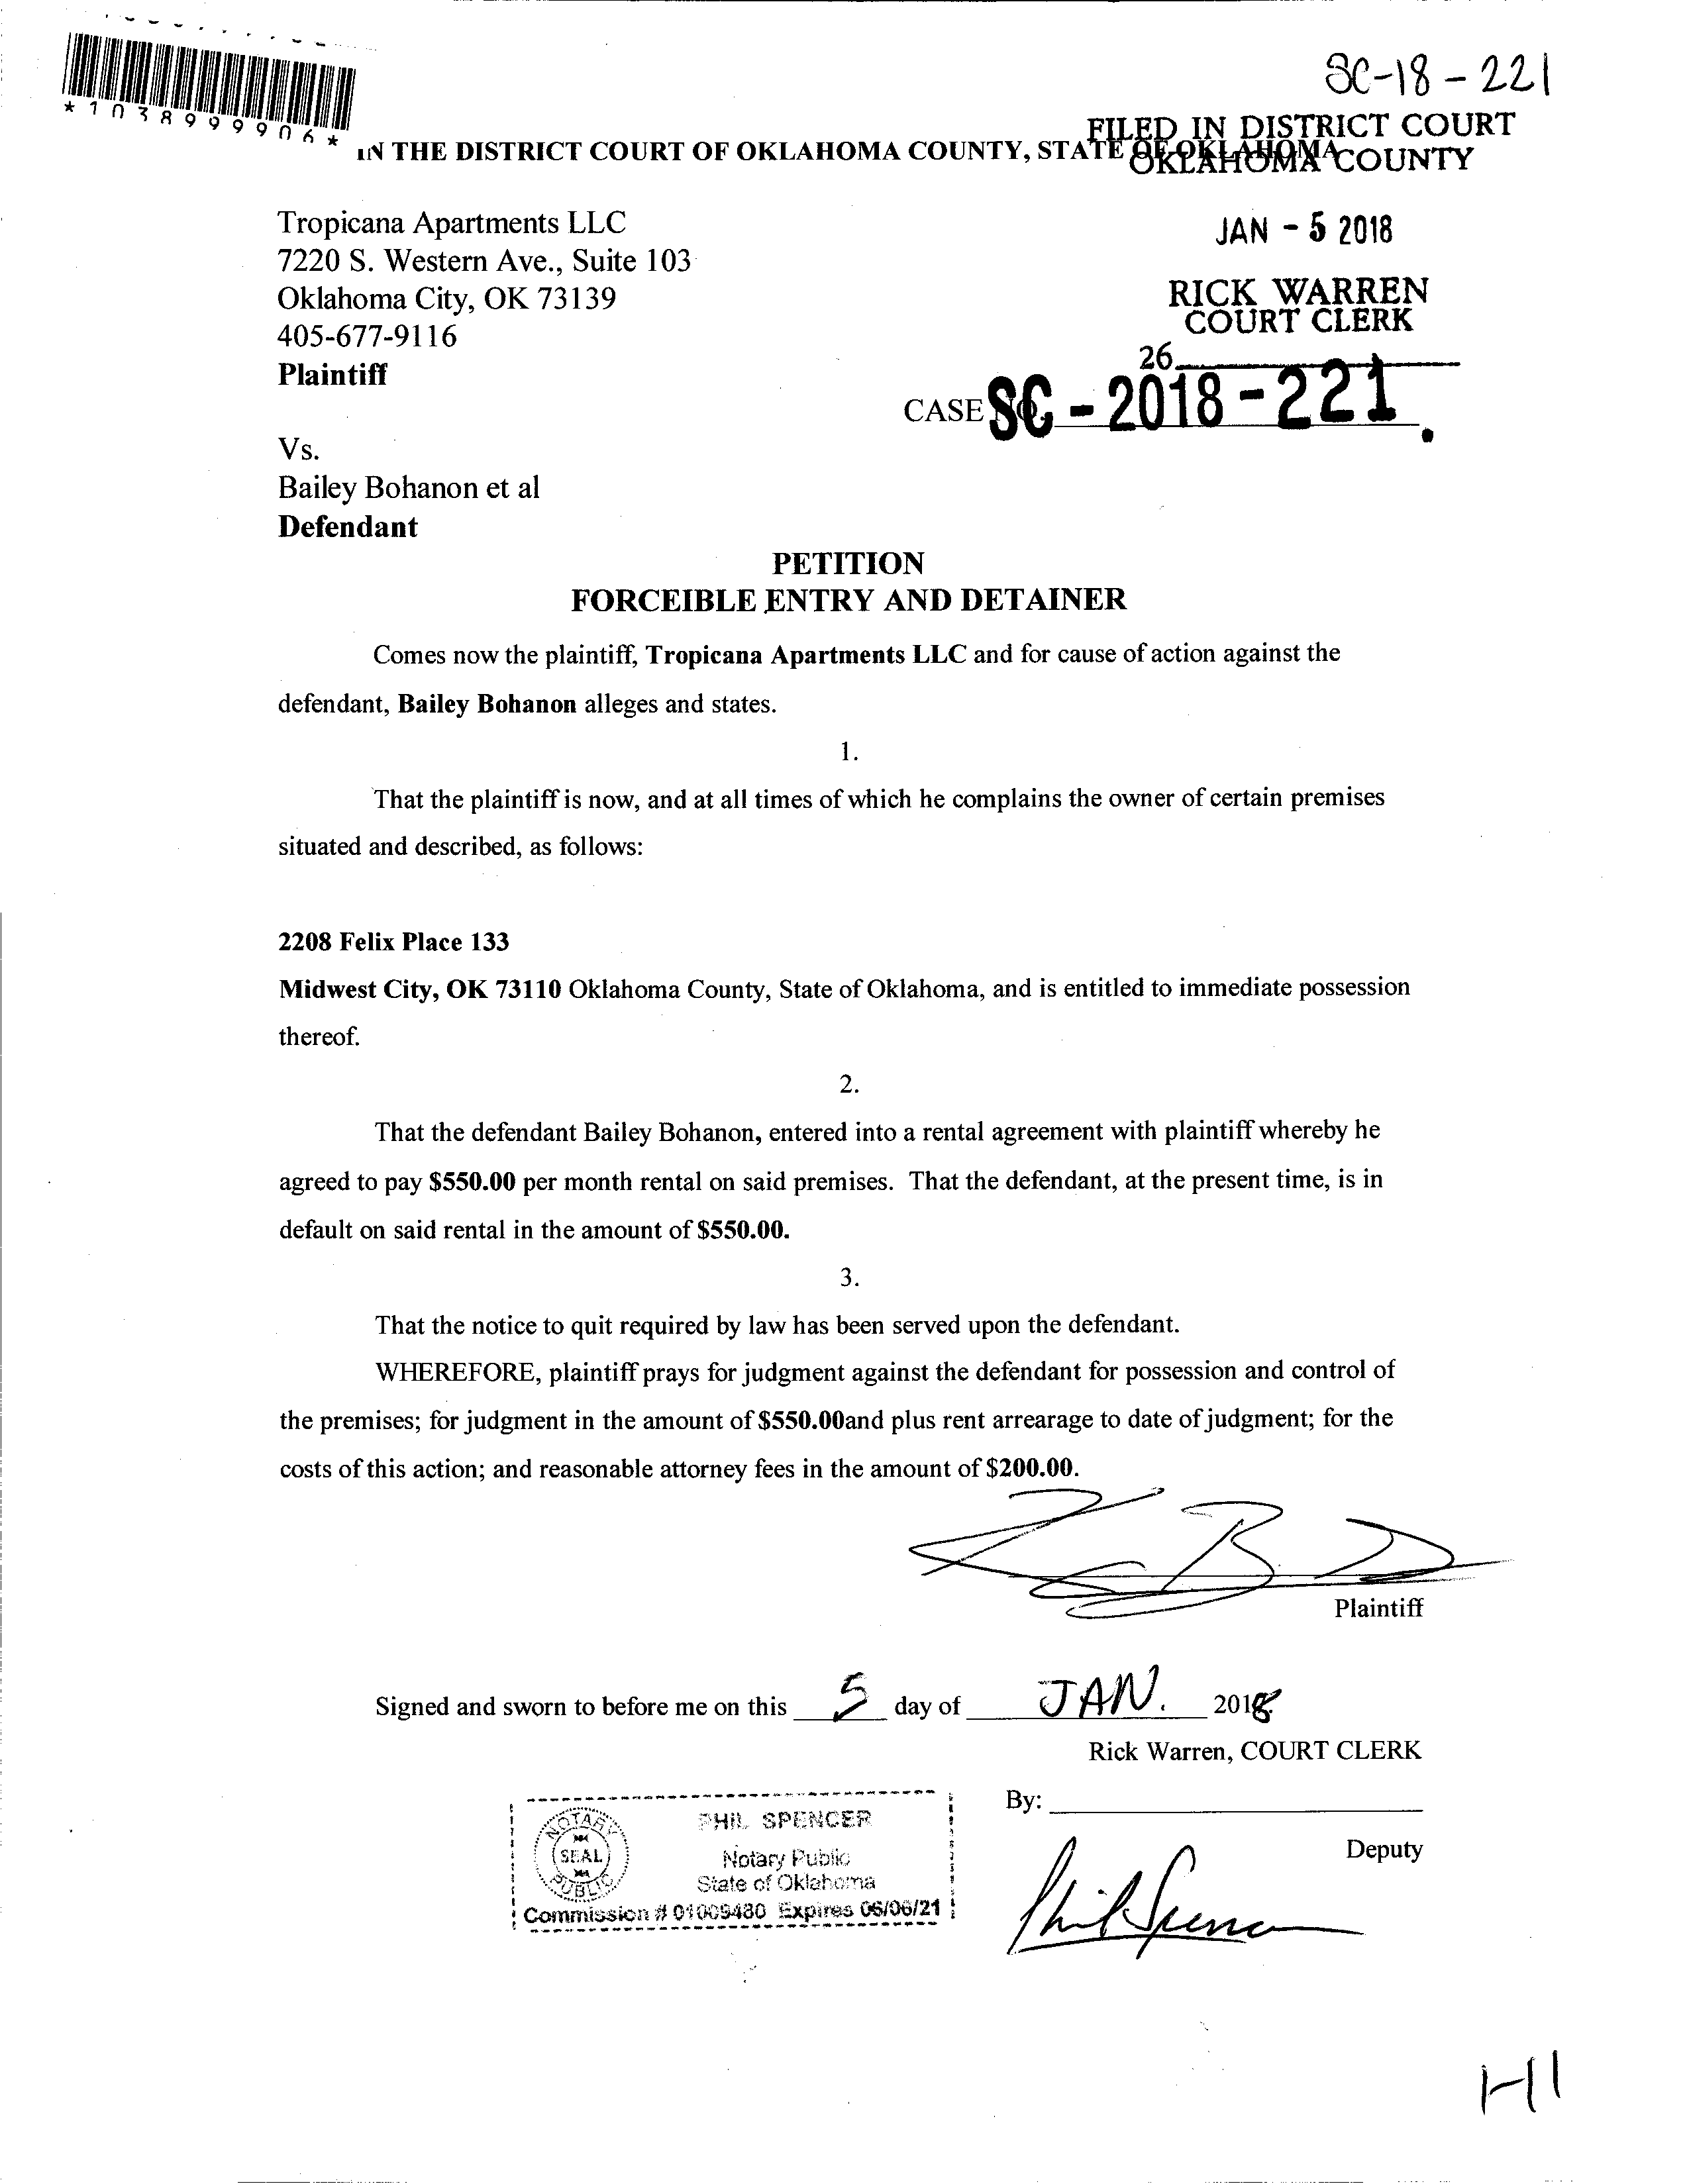 SC-18-221
*1038999906*
FILED IN DISTRICT COURT
OKLAHOMA COUNTY
IN THE DISTRICT COURT OF OKLAHOMA COUNTY, STATE OF OKLAHOMA
Tropicana Apartments LLC
7220 S. Western Ave., Suite 103
Oklahoma City, OK 73139
405-677-9116
Plaintiff
JAN - 5 2018
RICK WARREN
COURT CLERK
26
CASE NO. SC - 2018 - 221
Vs.
Bailey Bohanon et al
Defendant
PETITION
FORCEIBLE ENTRY AND DETAINER
Comes now the plaintiff, Tropicana Apartments LLC and for cause of action against the
defendant, Bailey Bohanon alleges and states.
1.
That the plaintiff is now, and at all times of which he complains the owner of certain premises
situated and described, as follows:
2208 Felix Place 133
Midwest City, OK 73110 Oklahoma County, State of Oklahoma, and is entitled to immediate possession
thereof.
2.
That the defendant Bailey Bohanon, entered into a rental agreement with plaintiff whereby he
agreed to pay $550.00 per month rental on said premises. That the defendant, at the present time, is in
default on said rental in the amount of $550.00.
3.
That the notice to quit required by law has been served upon the defendant.
WHEREFORE, plaintiff prays for judgment against the defendant for possession and control of
the premises; for judgment in the amount of $550.00and plus rent arrearage to date of judgment; for the
costs of this action; and reasonable attorney fees in the amount of $200.00.
Plaintiff
Signed and sworn to before me on this 5 day of JAN. 2018
Rick Warren, COURT CLERK
By:
Deputy
Phil Spencer
NOTARY
SEAL
PUBLIC
PHIL SPENCER
Notary Public
State of Oklahoma
Commission # 01009480 Expires 06/06/21
H1